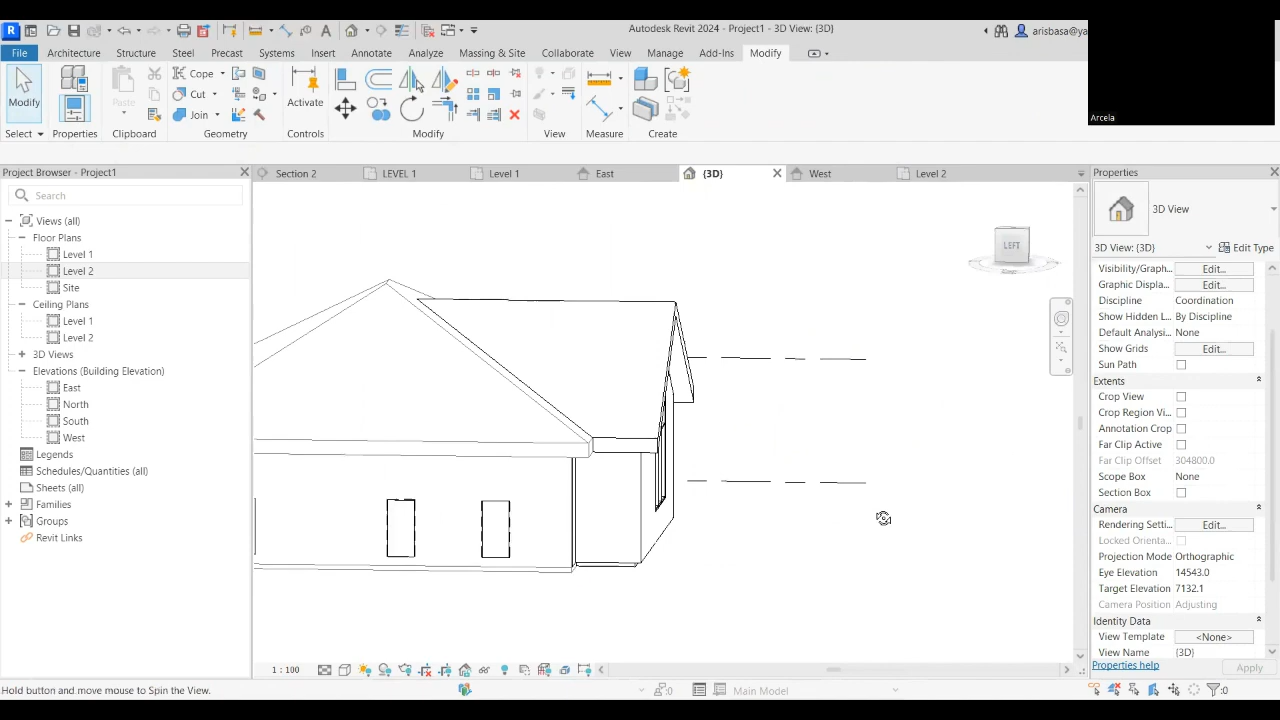 Autodesk Revit 2024 - Project1 - 3D View: {3D}
arisbasa@ya
File Architecture Structure Steel Precast Systems Insert Annotate Analyze Massing & Site Collaborate View Manage Add-Ins Modify
Modify
Paste
Cope
Cut
Join
Activate
Select Properties Clipboard Geometry Controls Modify View Measure Create
Arcela
Project Browser - Project1
Search
Views (all)
Floor Plans
Level 1
Level 2
Site
Ceiling Plans
Level 1
Level 2
3D Views
Elevations (Building Elevation)
East
North
South
West
Legends
Schedules/Quantities (all)
Sheets (all)
Families
Groups
Revit Links
Section 2 LEVEL 1 Level 1 East {3D} West Level 2
LEFT
Properties
3D View
3D View: {3D} Edit Type
Visibility/Graph... Edit...
Graphic Displa... Edit...
Discipline Coordination
Show Hidden L... By Discipline
Default Analysi... None
Show Grids Edit...
Sun Path
Extents
Crop View
Crop Region Vi...
Annotation Crop
Far Clip Active
Far Clip Offset 304800.0
Scope Box None
Section Box
Camera
Rendering Setti... Edit...
Locked Orienta...
Projection Mode Orthographic
Eye Elevation 14543.0
Target Elevation 7132.1
Camera Position Adjusting
Identity Data
View Template <None>
View Name {3D}
Properties help Apply
1 : 100
Hold button and move mouse to Spin the View.
:0
Main Model
:0